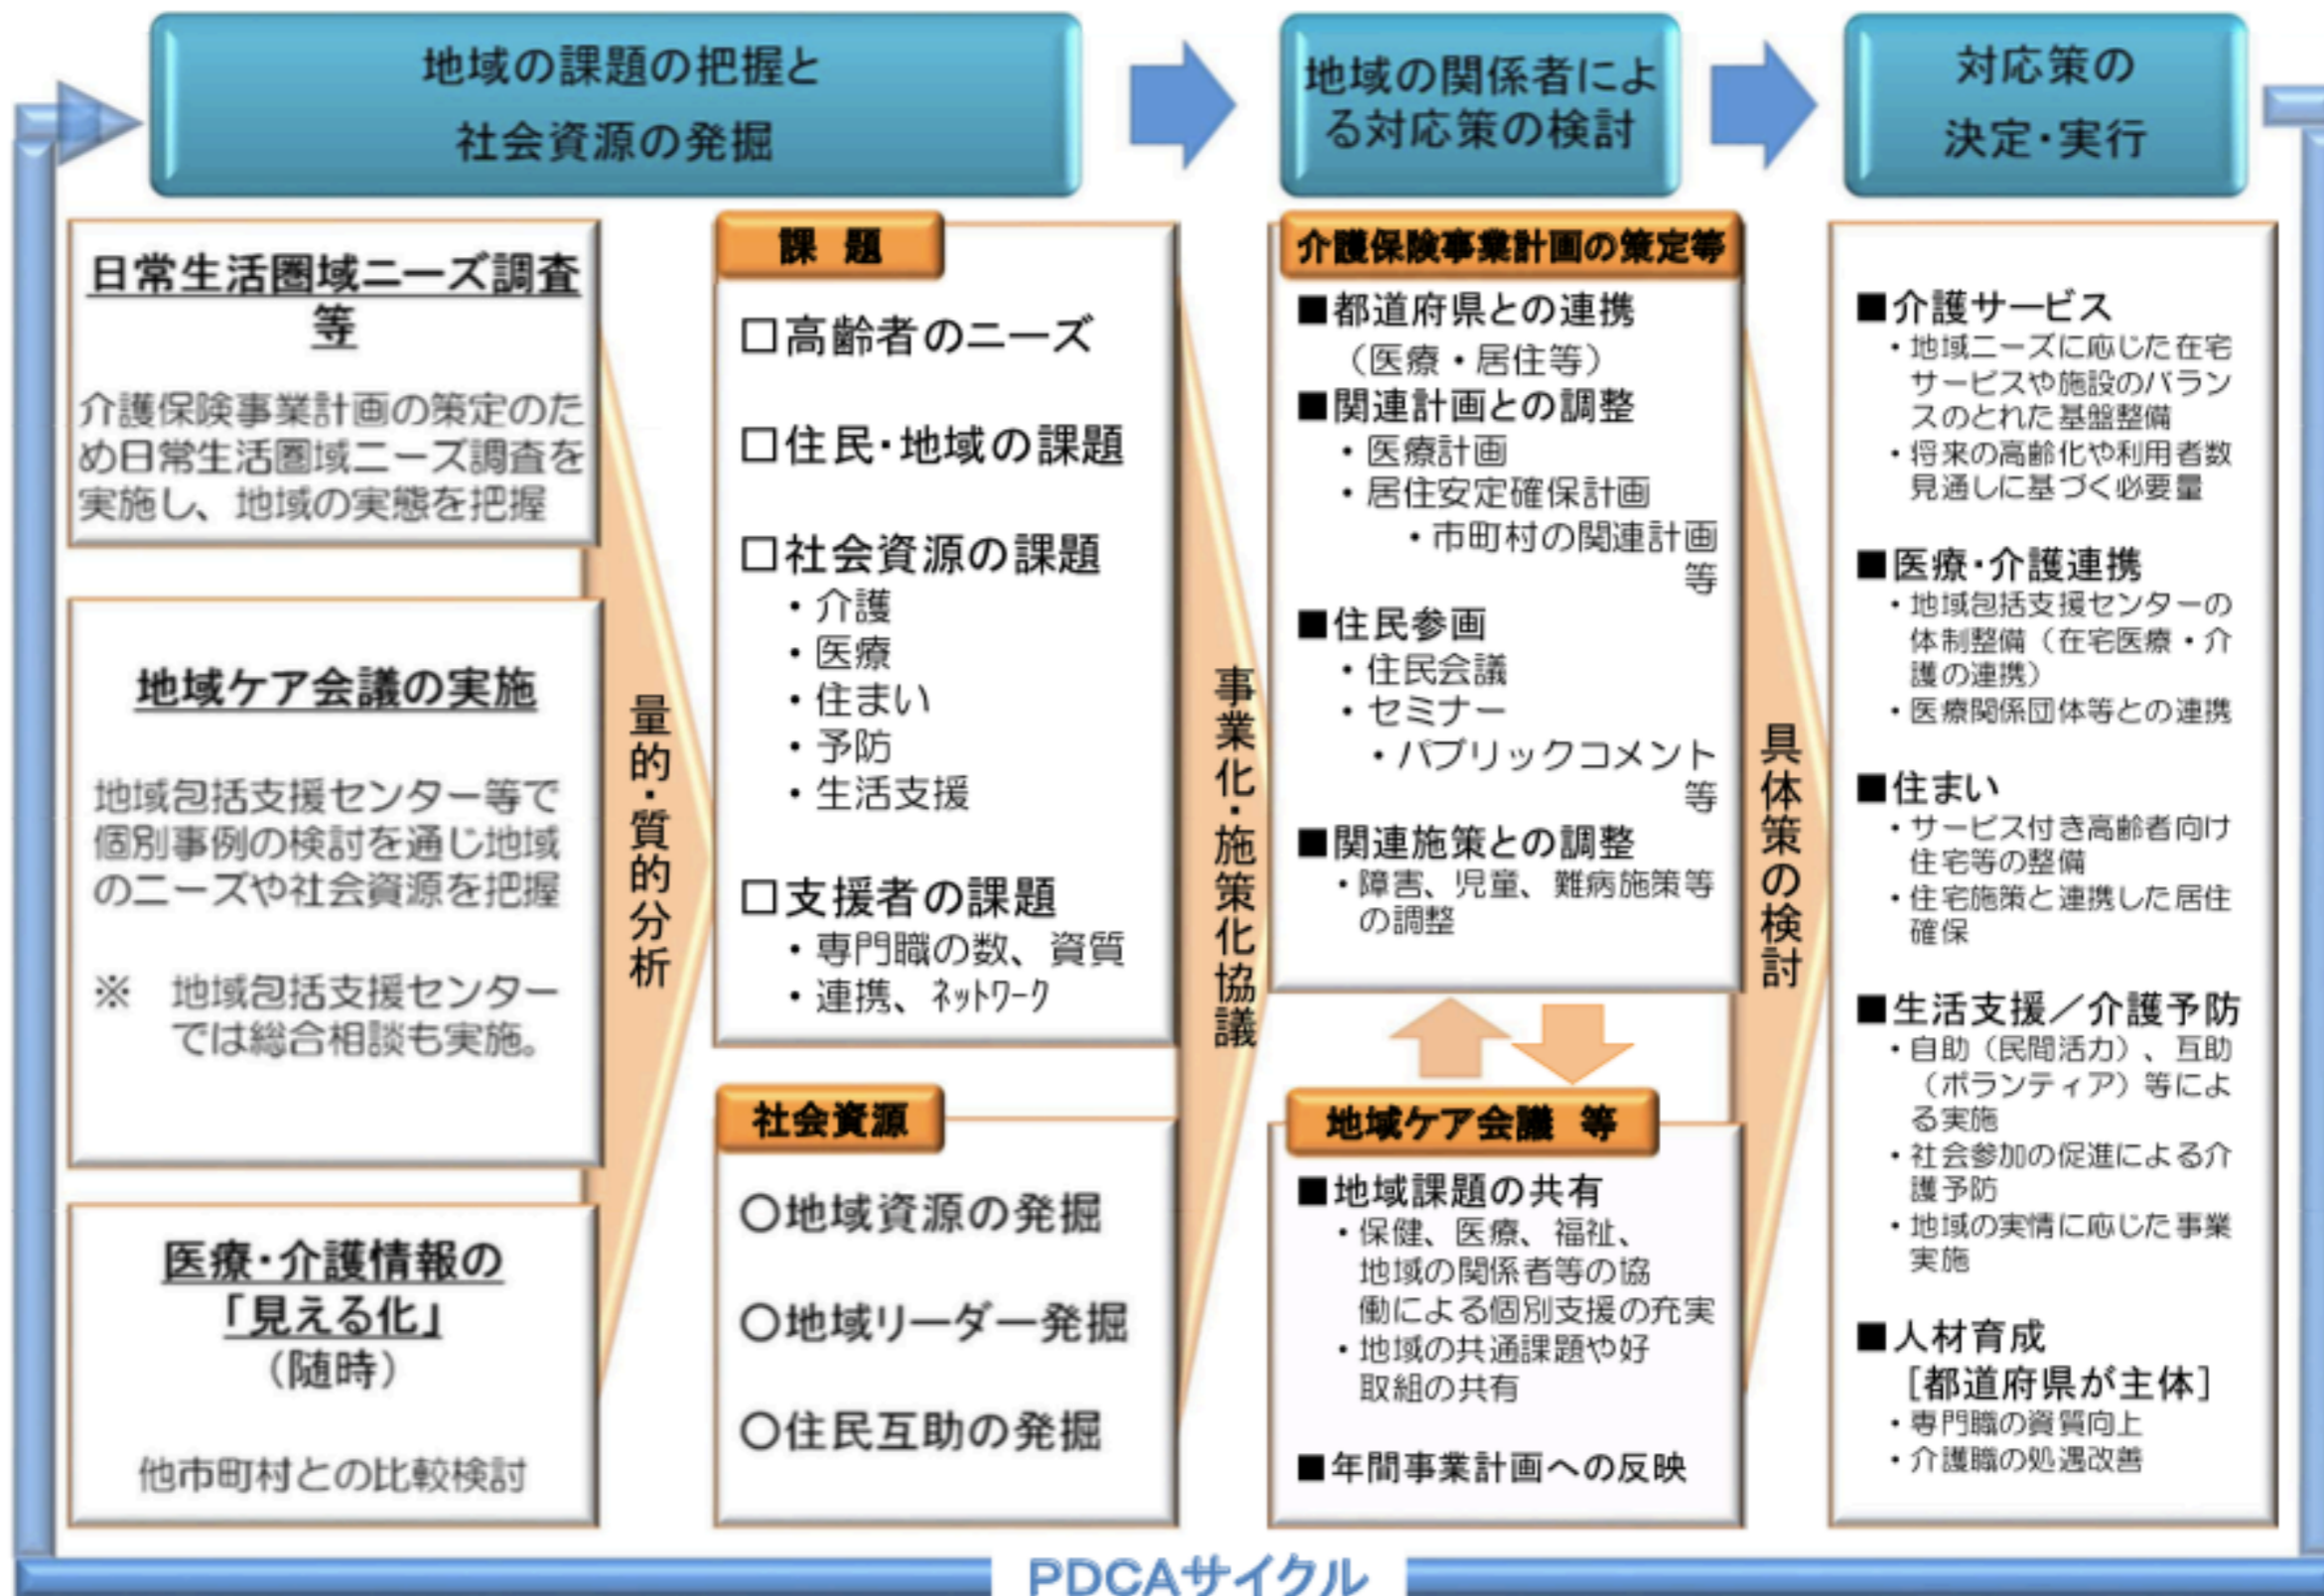 地域の課題の把握と
社会資源の発掘
地域の関係者によ
る対応策の検討
対応策の
決定・実行
日常生活圏域ニーズ調査
等
介護保険事業計画の策定のた
め日常生活圏域ニーズ調査を
実施し、地域の実態を把握
地域ケア会議の実施
地域包括支援センター等で
個別事例の検討を通じ地域
のニーズや社会資源を把握
※　地域包括支援センター
では総合相談も実施。
医療・介護情報の
「見える化」
（随時）
他市町村との比較検討
量的・質的分析
課　題
□高齢者のニーズ
□住民・地域の課題
□社会資源の課題
・介護
・医療
・住まい
・予防
・生活支援
□支援者の課題
・専門職の数、資質
・連携、ﾈｯﾄﾜｰｸ
社会資源
○地域資源の発掘
○地域リーダー発掘
○住民互助の発掘
事業化・施策化協議
介護保険事業計画の策定等
■都道府県との連携
（医療・居住等）
■関連計画との調整
・医療計画
・居住安定確保計画
・市町村の関連計画
等
■住民参画
・住民会議
・セミナー
・パブリックコメント
等
■関連施策との調整
・障害、児童、難病施策等
の調整
地域ケア会議　等
■地域課題の共有
・保健、医療、福祉、
地域の関係者等の協
働による個別支援の充実
・地域の共通課題や好
取組の共有
■年間事業計画への反映
具体策の検討
■介護サービス
・地域ニーズに応じた在宅
サービスや施設のバラン
スのとれた基盤整備
・将来の高齢化や利用者数
見通しに基づく必要量
■医療・介護連携
・地域包括支援センターの
体制整備（在宅医療・介
護の連携）
・医療関係団体等との連携
■住まい
・サービス付き高齢者向け
住宅等の整備
・住宅施策と連携した居住
確保
■生活支援／介護予防
・自助（民間活力）、互助
（ボランティア）等によ
る実施
・社会参加の促進による介
護予防
・地域の実情に応じた事業
実施
■人材育成
［都道府県が主体］
・専門職の資質向上
・介護職の処遇改善
PDCAサイクル